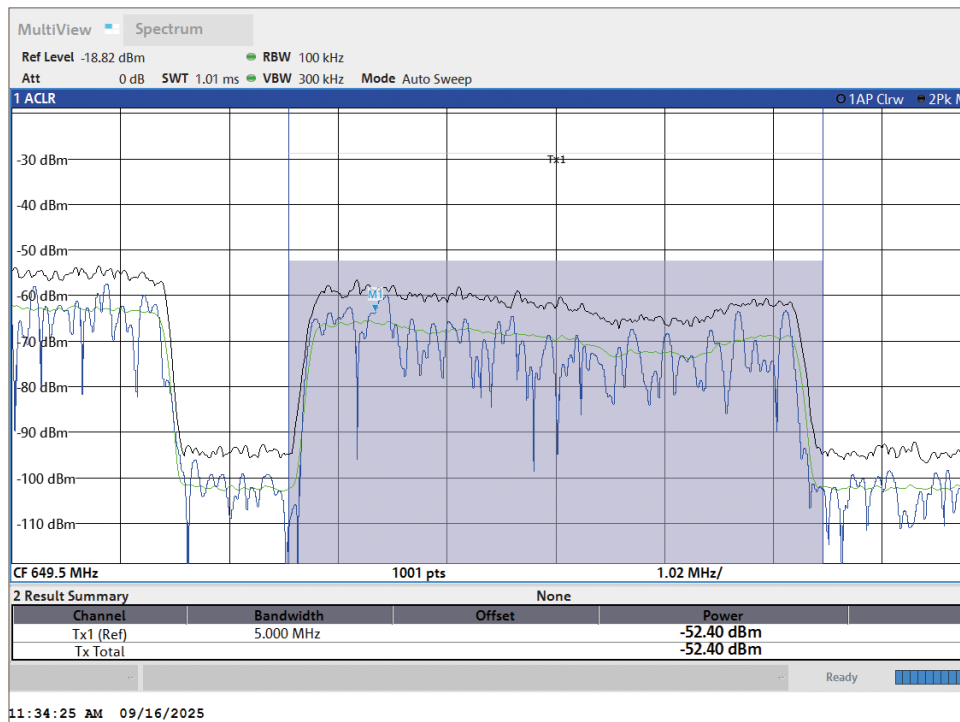 MultiView Spectrum
Ref Level -18.82 dBm RBW 100 kHz
Att 0 dB SWT 1.01 ms VBW 300 kHz Mode Auto Sweep
1 ACLR 1AP Clrw 2Pk M
Tx1
-30 dBm
-40 dBm
-50 dBm
M1
-60 dBm
-70 dBm
-80 dBm
-90 dBm
-100 dBm
-110 dBm
CF 649.5 MHz 1001 pts 1.02 MHz/
2 Result Summary None
Channel Bandwidth Offset Power
Tx1 (Ref) 5.000 MHz -52.40 dBm
Tx Total -52.40 dBm
Ready
11:34:25 AM 09/16/2025